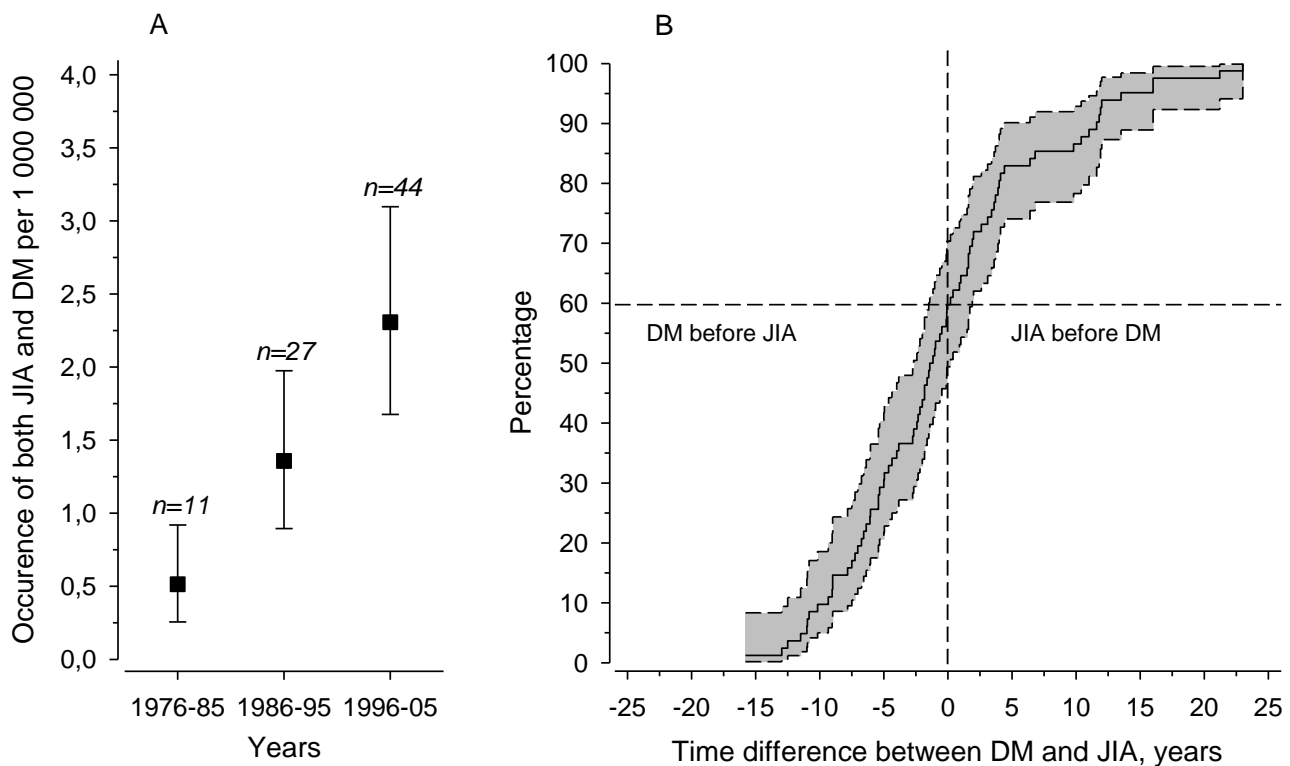 A
Occurence of both JIA and DM per 1 000 000
4,0
3,5
3,0
2,5
2,0
1,5
1,0
0,5
0,0
n=11
n=27
n=44
1976-85 1986-95 1996-05
Years
B
Percentage
100
90
80
70
60
50
40
30
20
10
0
DM before JIA
JIA before DM
-25 -20 -15 -10 -5 0 5 10 15 20 25
Time difference between DM and JIA, years